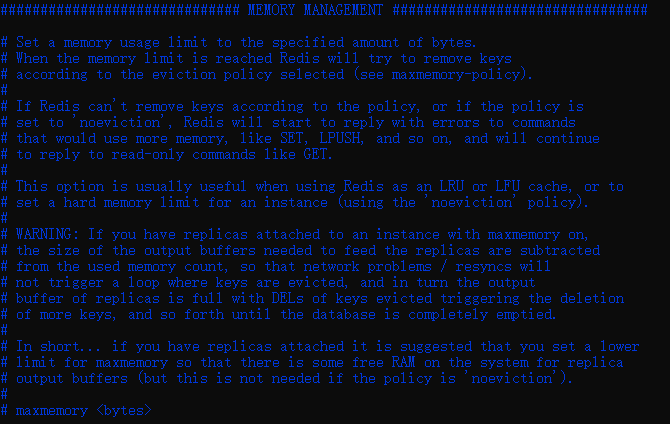 ############################## MEMORY MANAGEMENT ################################
# Set a memory usage limit to the specified amount of bytes.
# When the memory limit is reached Redis will try to remove keys
# according to the eviction policy selected (see maxmemory-policy).
#
# If Redis can't remove keys according to the policy, or if the policy is
# set to 'noeviction', Redis will start to reply with errors to commands
# that would use more memory, like SET, LPUSH, and so on, and will continue
# to reply to read-only commands like GET.
#
# This option is usually useful when using Redis as an LRU or LFU cache, or to
# set a hard memory limit for an instance (using the 'noeviction' policy).
#
# WARNING: If you have replicas attached to an instance with maxmemory on,
# the size of the output buffers needed to feed the replicas are subtracted
# from the used memory count, so that network problems / resyncs will
# not trigger a loop where keys are evicted, and in turn the output
# buffer of replicas is full with DELs of keys evicted triggering the deletion
# of more keys, and so forth until the database is completely emptied.
#
# In short... if you have replicas attached it is suggested that you set a lower
# limit for maxmemory so that there is some free RAM on the system for replica
# output buffers (but this is not needed if the policy is 'noeviction').
#
# maxmemory <bytes>